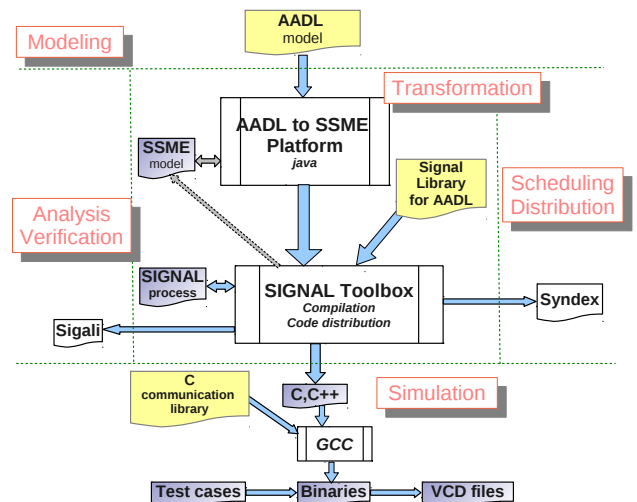 AADL
model
Modeling
Transformation
AADL to SSME
Platform
java
SSME
model
Signal
Library
for AADL
Scheduling
Distribution
Analysis
Verification
SIGNAL
process
SIGNAL Toolbox
Compilation
Code distribution
Syndex
Sigali
C
communication
library
C,C++
Simulation
GCC
Test cases
Binaries
VCD files